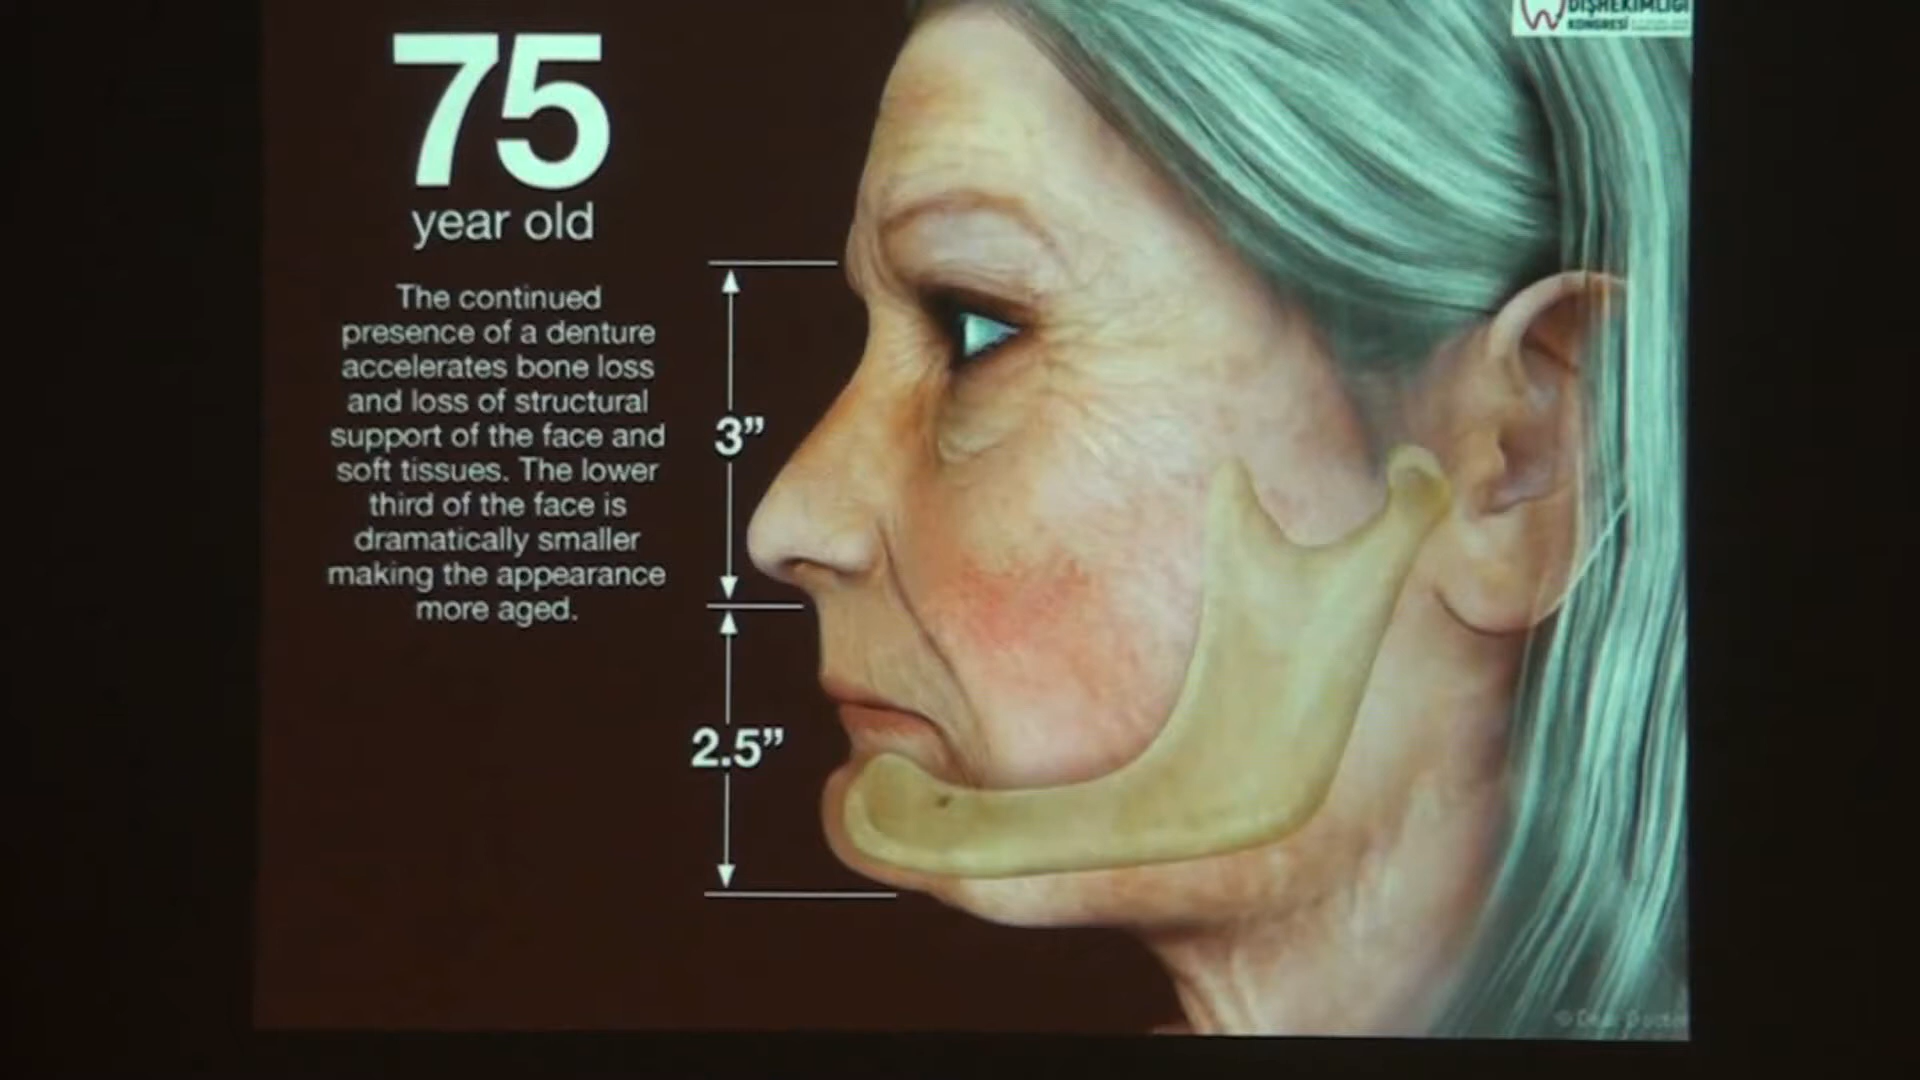 DİŞHEKİMLİĞİ
KONGRESİ
75
year old
The continued
presence of a denture
accelerates bone loss
and loss of structural
support of the face and
soft tissues. The lower
third of the face is
dramatically smaller
making the appearance
more aged.
3”
2.5”